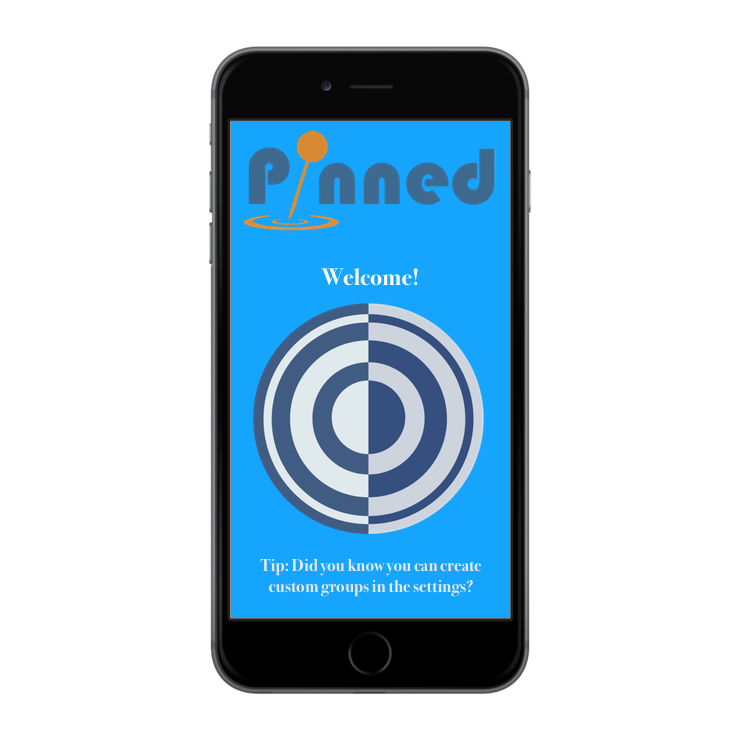 Pinned
Welcome!
Tip: Did you know you can create
custom groups in the settings?